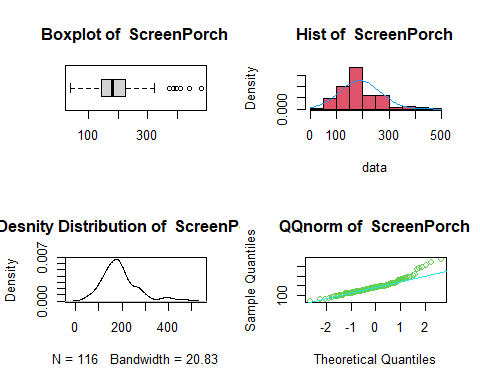 Boxplot of ScreenPorch
100 300
Hist of ScreenPorch
Density
0.000
0 100 300 500
data
Desnity Distribution of ScreenP
Density
0.000 0.007
0 200 400
N = 116 Bandwidth = 20.83
QQnorm of ScreenPorch
Sample Quantiles
100
-2 -1 0 1 2
Theoretical Quantiles